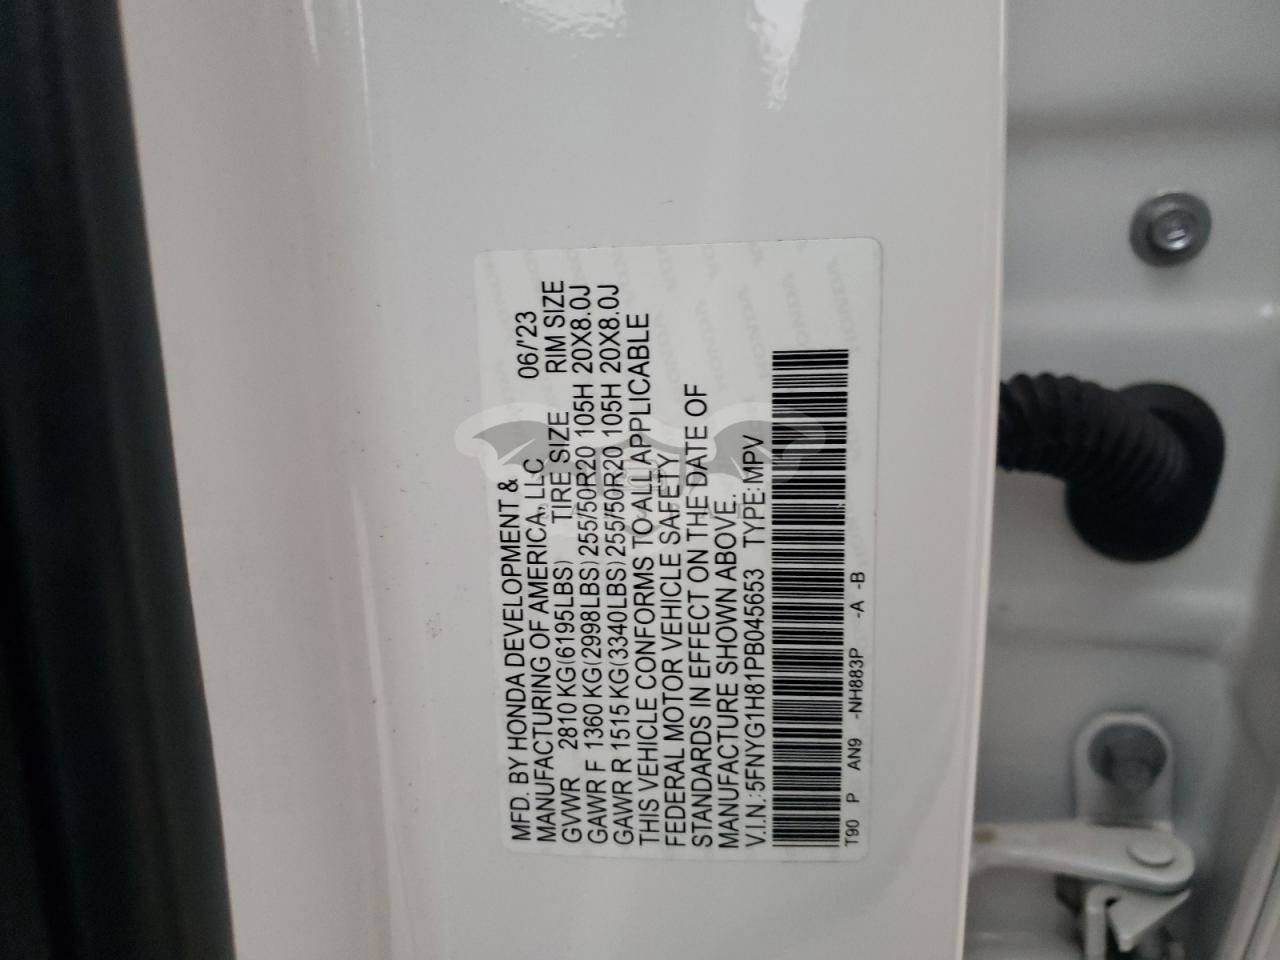 MFD. BY HONDA DEVELOPMENT & 06/'23
MANUFACTURING OF AMERICA, LLC
GVWR 2810 KG(6195LBS) TIRE SIZE RIM SIZE
GAWR F 1360 KG(2998LBS) 255/50R20 105H 20X8.0J
GAWR R 1515 KG(3340LBS) 255/50R20 105H 20X8.0J
THIS VEHICLE CONFORMS TO ALL APPLICABLE
FEDERAL MOTOR VEHICLE SAFETY
STANDARDS IN EFFECT ON THE DATE OF
MANUFACTURE SHOWN ABOVE.
V.I.N.:5FNYG1H81PB045653 TYPE:MPV
T90 P AN9 -NH883P -A -B